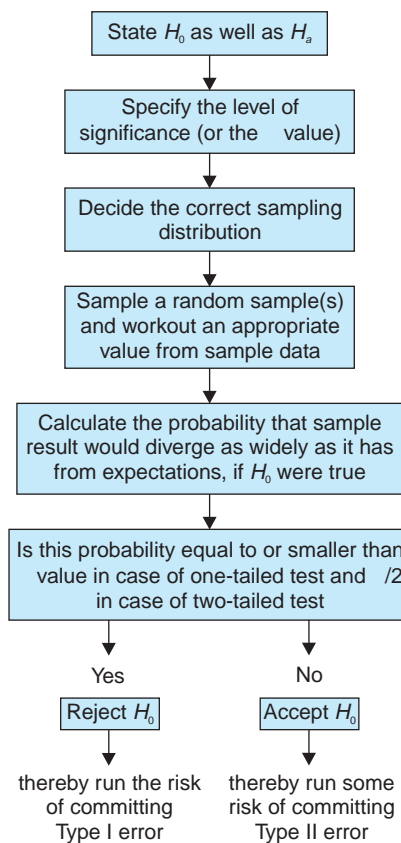 State H₀ as well as Hₐ
Specify the level of
significance (or the value)
Decide the correct sampling
distribution
Sample a random sample(s)
and workout an appropriate
value from sample data
Calculate the probability that sample
result would diverge as widely as it has
from expectations, if H₀ were true
Is this probability equal to or smaller than
value in case of one-tailed test and /2
in case of two-tailed test
Yes
No
Reject H₀
Accept H₀
thereby run the risk
of committing
Type I error
thereby run some
risk of committing
Type II error